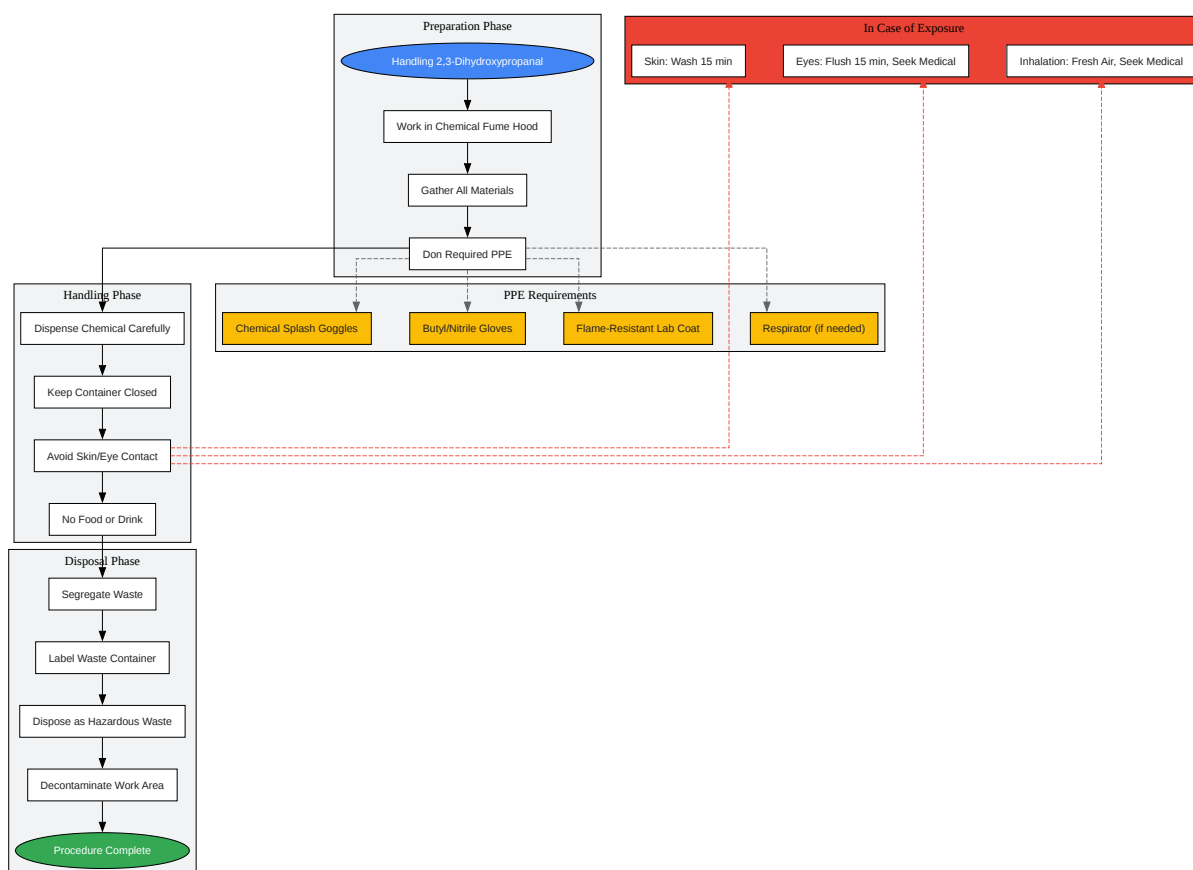 Preparation Phase
Handling 2,3-Dihydroxypropanal
Work in Chemical Fume Hood
Gather All Materials
Don Required PPE
In Case of Exposure
Skin: Wash 15 min
Eyes: Flush 15 min, Seek Medical
Inhalation: Fresh Air, Seek Medical
PPE Requirements
Chemical Splash Goggles
Butyl/Nitrile Gloves
Flame-Resistant Lab Coat
Respirator (if needed)
Handling Phase
Dispense Chemical Carefully
Keep Container Closed
Avoid Skin/Eye Contact
No Food or Drink
Disposal Phase
Segregate Waste
Label Waste Container
Dispose as Hazardous Waste
Decontaminate Work Area
Procedure Complete